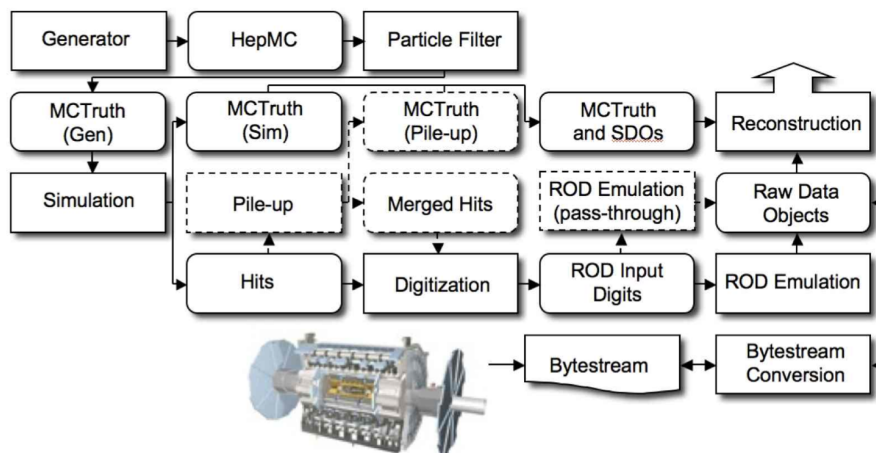 Generator
HepMC
Particle Filter
MCTruth
(Gen)
MCTruth
(Sim)
MCTruth
(Pile-up)
MCTruth
and SDOs
Reconstruction
Simulation
Pile-up
Merged Hits
ROD Emulation
(pass-through)
Raw Data
Objects
Hits
Digitization
ROD Input
Digits
ROD Emulation
Bytestream
Bytestream
Conversion